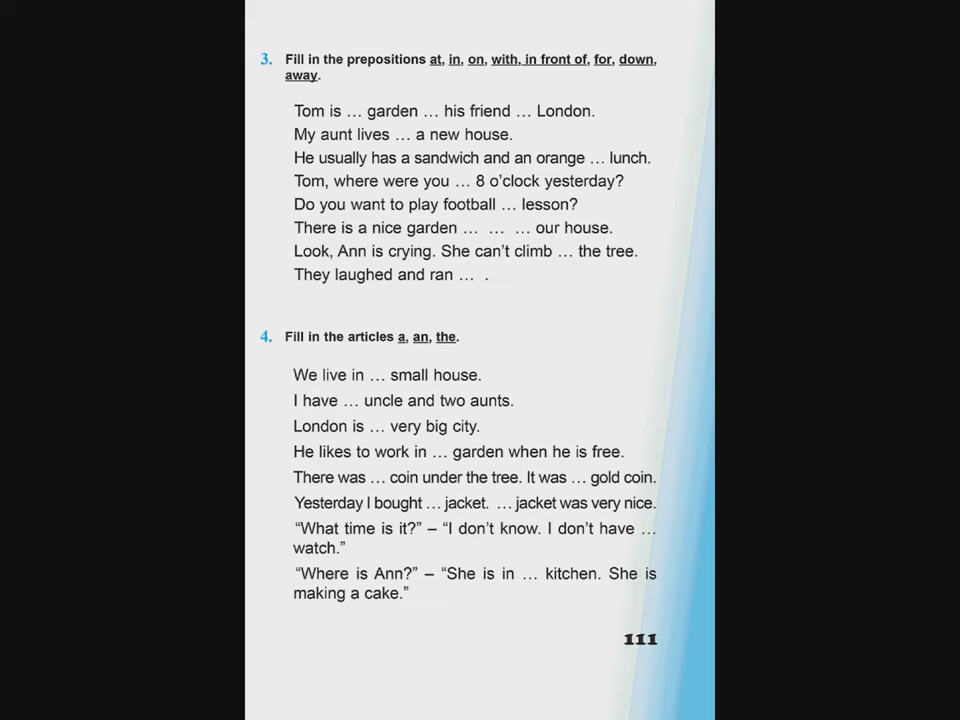 3. Fill in the prepositions at, in, on, with, in front of, for, down,
away.
Tom is … garden … his friend … London.
My aunt lives … a new house.
He usually has a sandwich and an orange … lunch.
Tom, where were you … 8 o’clock yesterday?
Do you want to play football … lesson?
There is a nice garden … … … our house.
Look, Ann is crying. She can’t climb … the tree.
They laughed and ran … .
4. Fill in the articles a, an, the.
We live in … small house.
I have … uncle and two aunts.
London is … very big city.
He likes to work in … garden when he is free.
There was … coin under the tree. It was … gold coin.
Yesterday I bought … jacket. … jacket was very nice.
“What time is it?” – “I don’t know. I don’t have …
watch.”
“Where is Ann?” – “She is in … kitchen. She is
making a cake.”
111